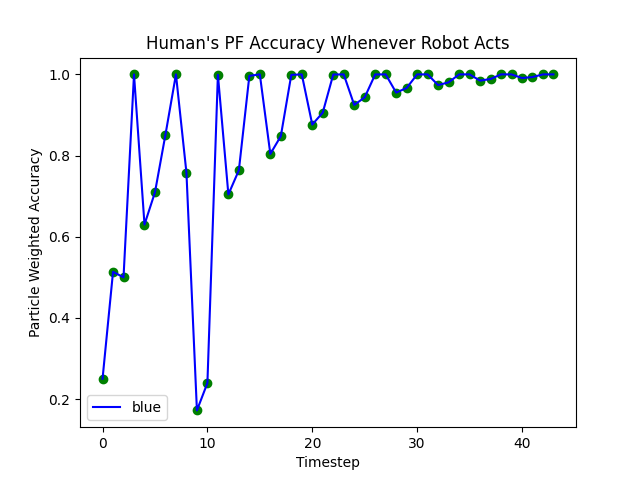 Human's PF Accuracy Whenever Robot Acts
Particle Weighted Accuracy
1.0
0.8
0.6
0.4
0.2
blue
0 10 20 30 40
Timestep